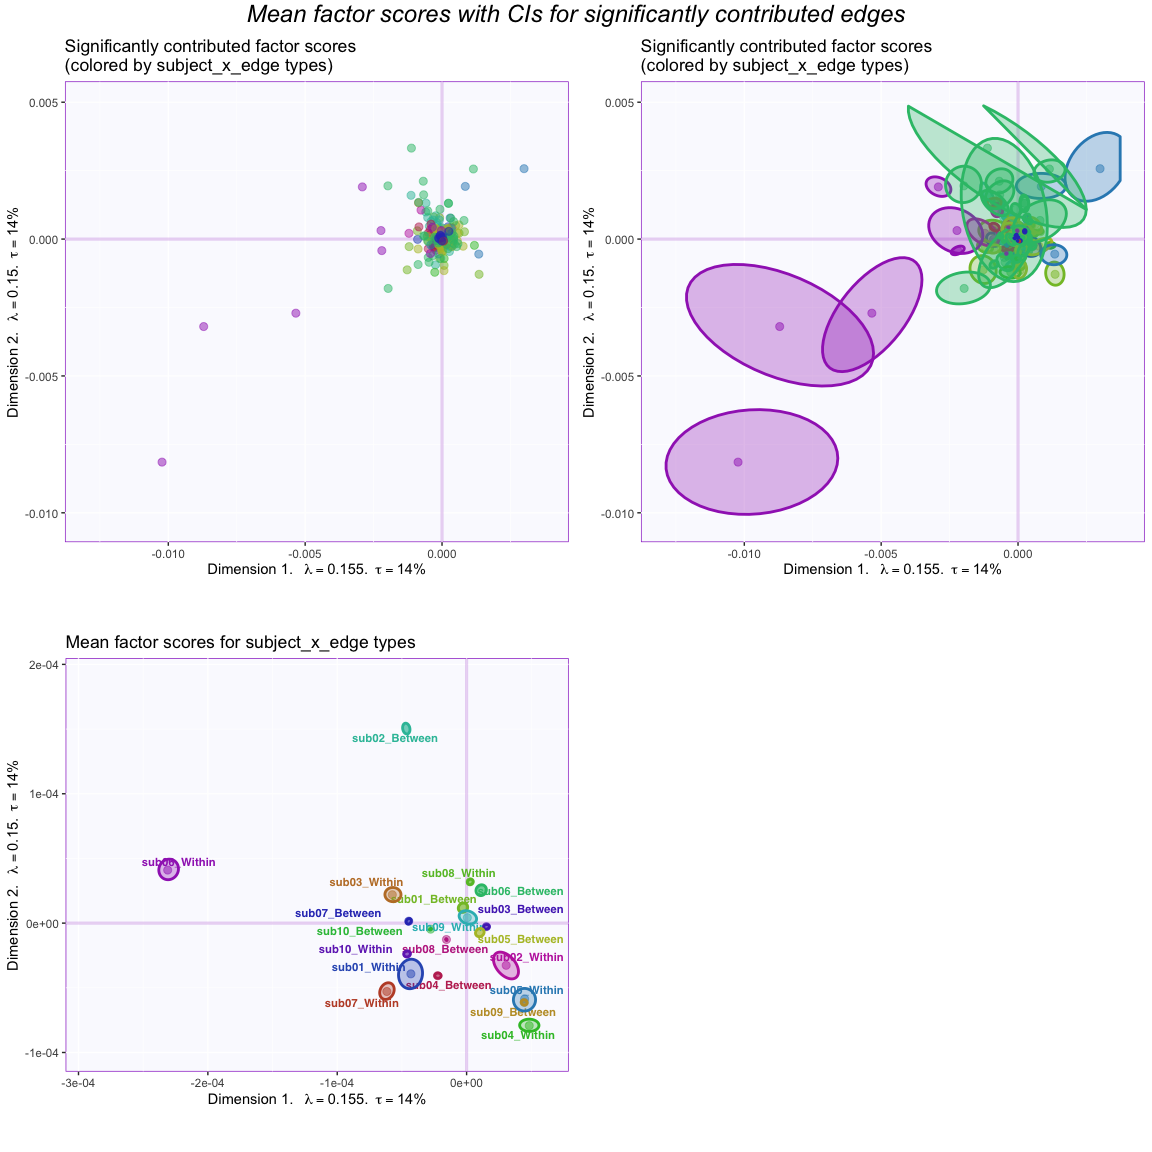 Mean factor scores with CIs for significantly contributed edges
Significantly contributed factor scores
(colored by subject_x_edge types)
0.005
0.000
-0.005
-0.010
Dimension 2. λ = 0.15. τ = 14%
-0.010
-0.005
0.000
Dimension 1. λ = 0.155. τ = 14%
Significantly contributed factor scores
(colored by subject_x_edge types)
0.005
0.000
-0.005
-0.010
Dimension 2. λ = 0.15. τ = 14%
-0.010
-0.005
0.000
Dimension 1. λ = 0.155. τ = 14%
Mean factor scores for subject_x_edge types
2e-04
1e-04
0e+00
-1e-04
Dimension 2. λ = 0.15. τ = 14%
sub02_Between
sub06_Within
sub08_Within
sub03_Within
sub06_Between
sub01_Between
sub07_Between
sub03_Between
sub10_Between
sub09_Within
sub05_Between
sub10_Within
sub08_Between
sub02_Within
sub01_Within
sub04_Between
sub05_Within
sub07_Within
sub09_Between
sub04_Within
-3e-04
-2e-04
-1e-04
0e+00
Dimension 1. λ = 0.155. τ = 14%